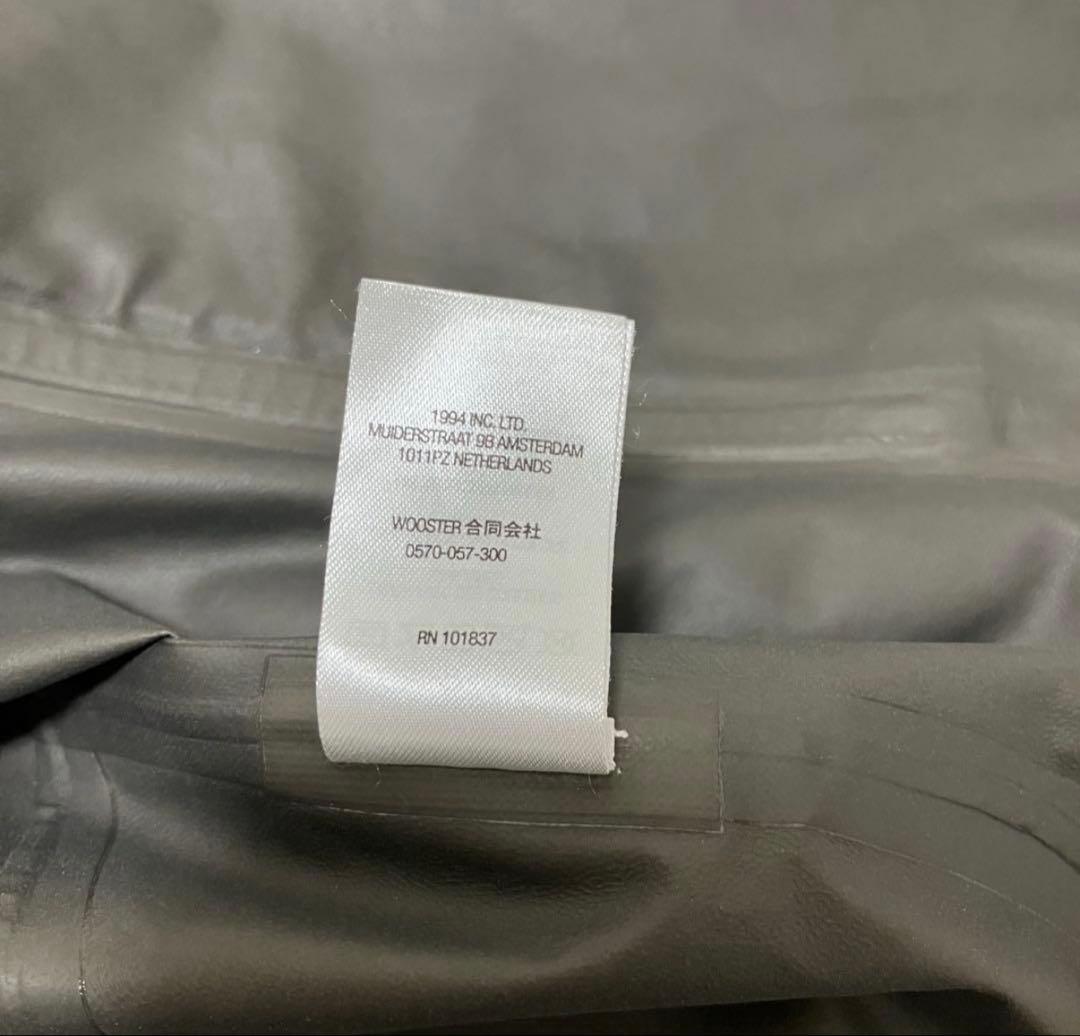 1994 INC. LTD
MUIDERSTRAAT 9B AMSTERDAM
1011PZ NETHERLANDS
WOOSTER 合同会社
0570-057-300
RN 101837